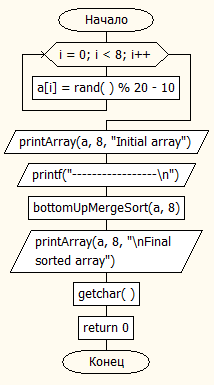 Начало
i = 0; i < 8; i++
a[i] = rand( ) % 20 - 10
printArray(a, 8, "Initial array")
printf("-----------------\n")
bottomUpMergeSort(a, 8)
printArray(a, 8, "\nFinal
sorted array")
getchar( )
return 0
Конец